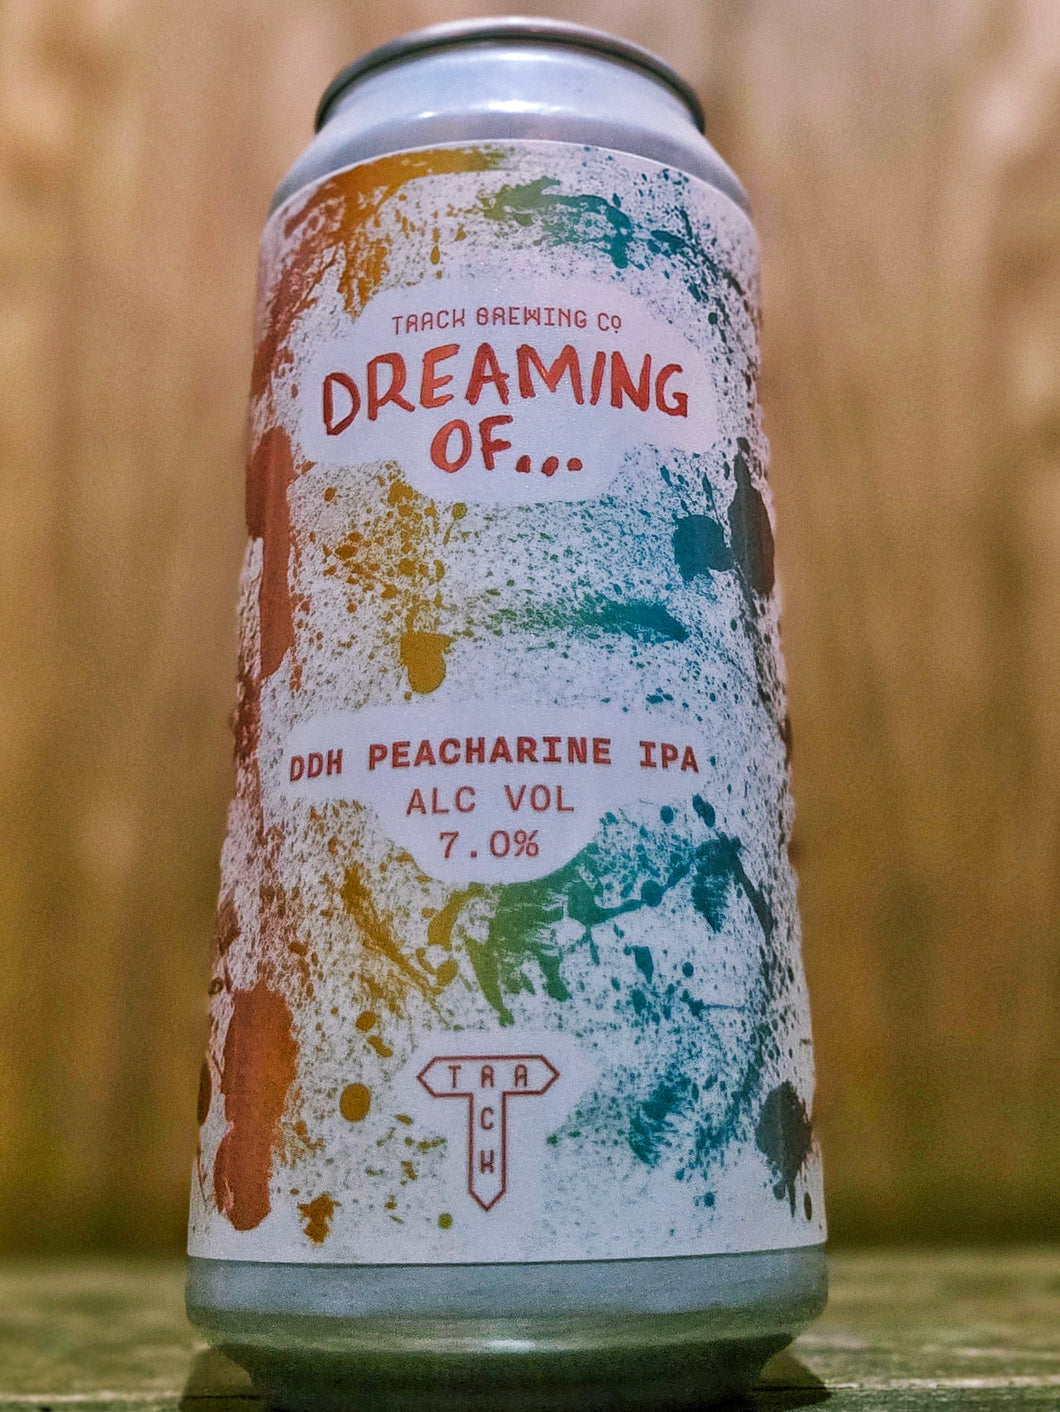 TRACK BREWING CO
DREAMING
OF...
DDH PEACHARINE IPA
ALC VOL
7.0%
TRACK